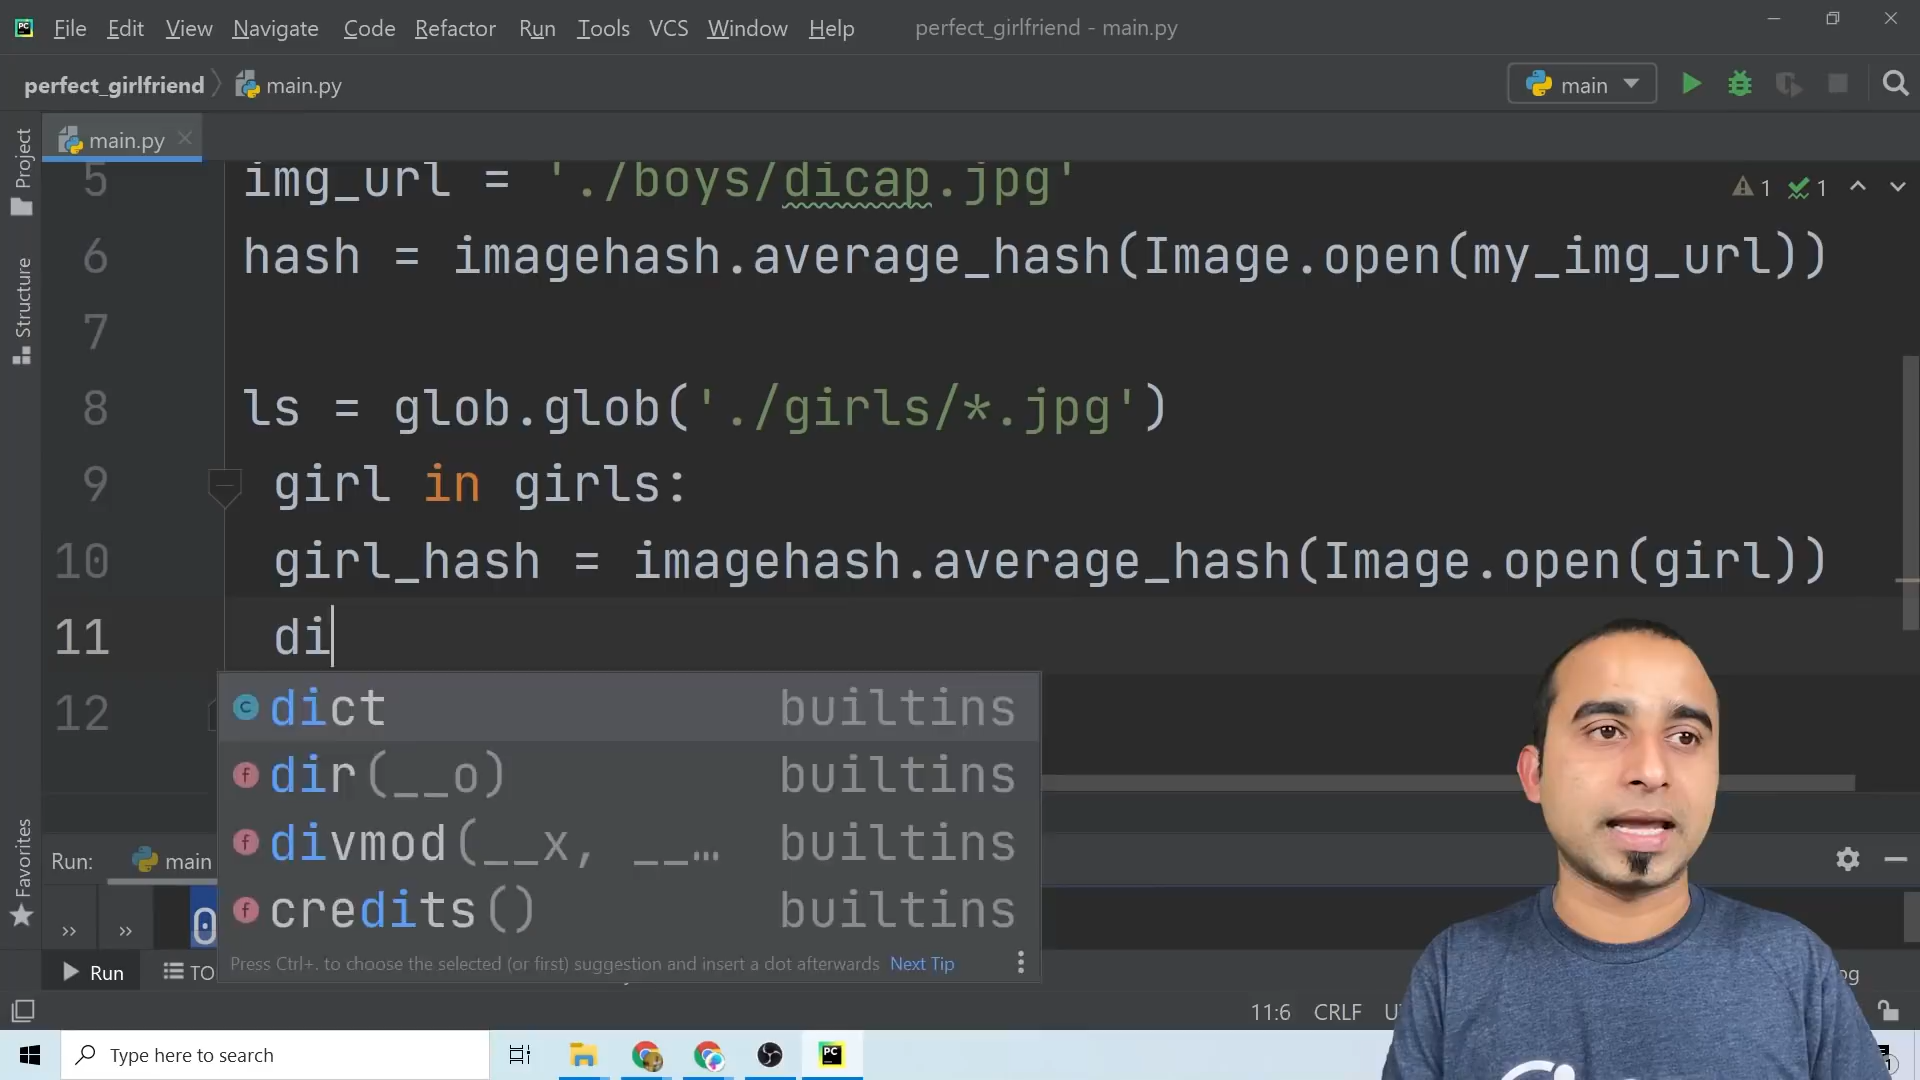 PC File Edit View Navigate Code Refactor Run Tools VCS Window Help perfect_girlfriend - main.py
perfect_girlfriend main.py main
Project
Structure
Favorites
main.py
5 img_url = './boys/dicap.jpg'
1 1
6 hash = imagehash.average_hash(Image.open(my_img_url))
7
8 ls = glob.glob('./girls/*.jpg')
9 girl in girls:
10 girl_hash = imagehash.average_hash(Image.open(girl))
11 di
12
dict builtins
dir(__o) builtins
divmod(__x, __… builtins
credits() builtins
Press Ctrl+. to choose the selected (or first) suggestion and insert a dot afterwards Next Tip
Run: main
0
Run TO
11:6 CRLF
Type here to search
PC